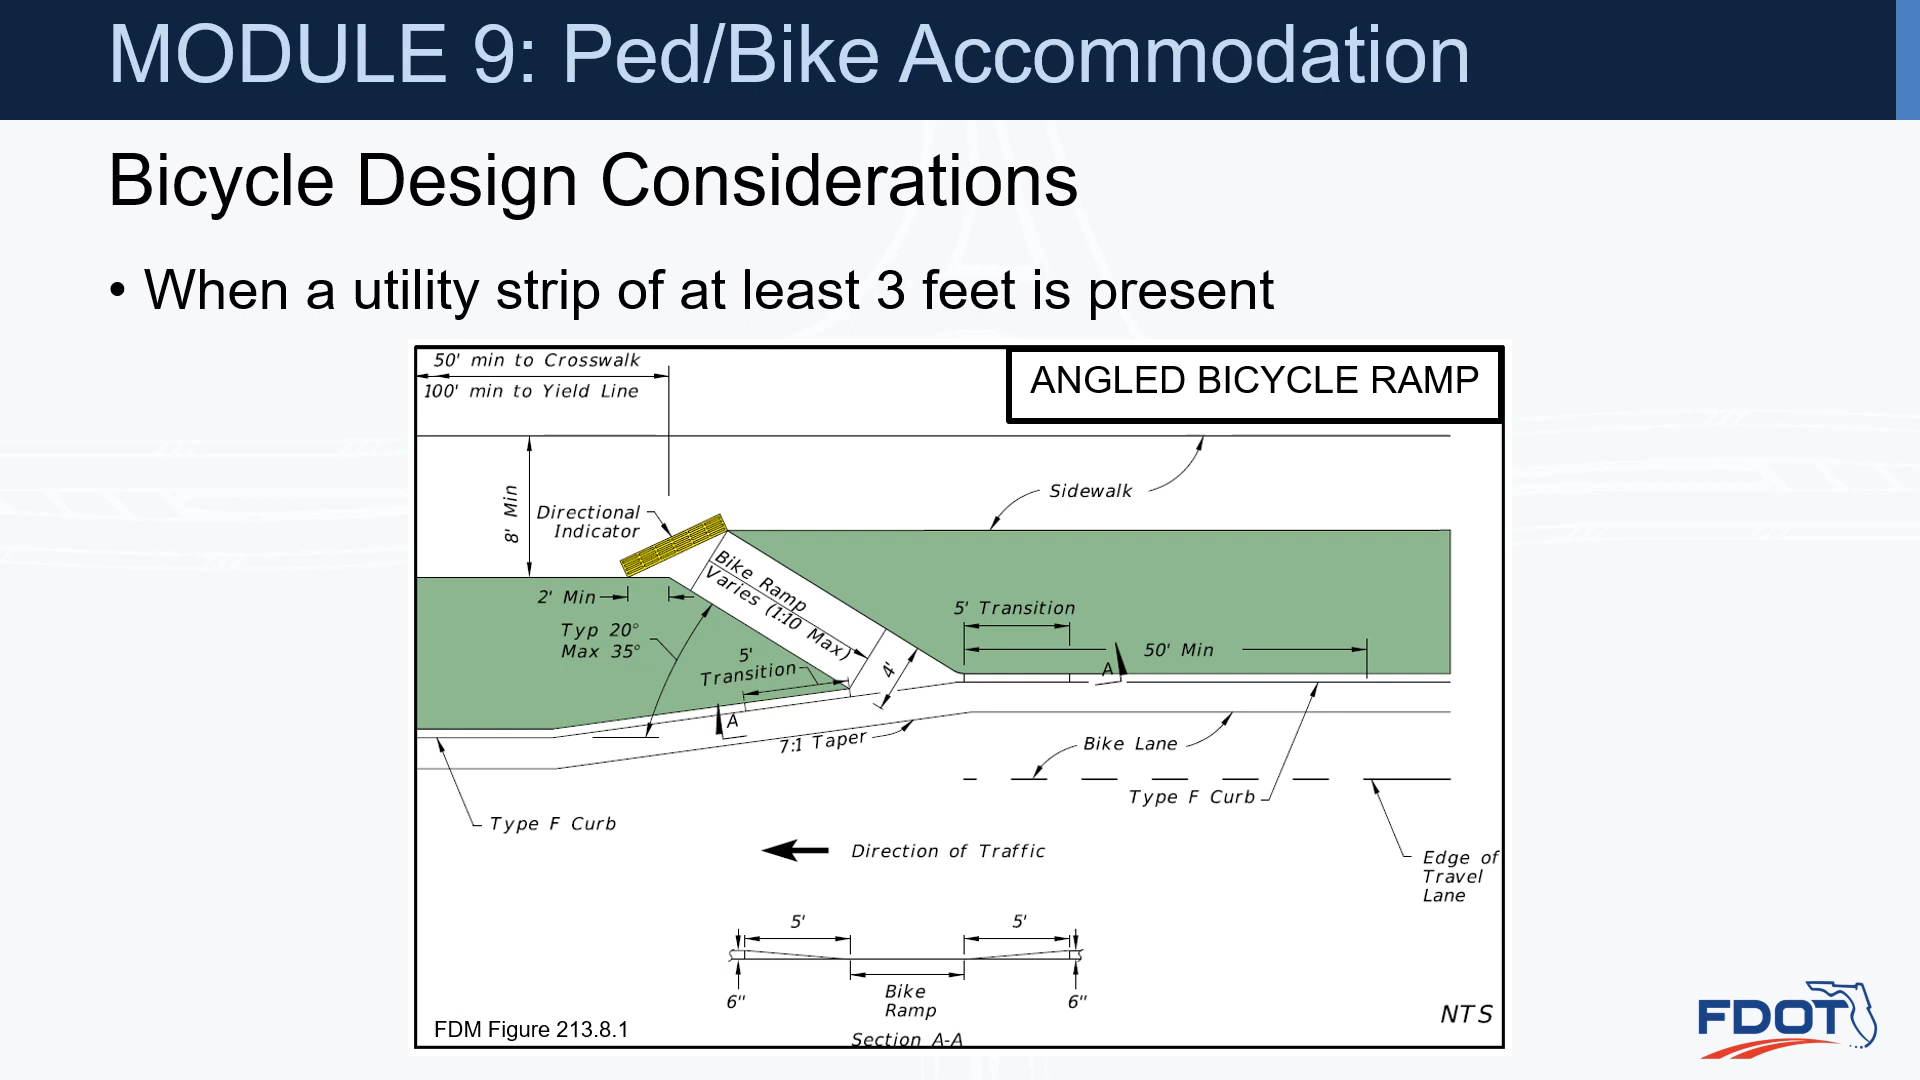 MODULE 9: Ped/Bike Accommodation
Bicycle Design Considerations
• When a utility strip of at least 3 feet is present
50' min to Crosswalk
100' min to Yield Line
ANGLED BICYCLE RAMP
8' Min
Directional
Indicator
Sidewalk
2' Min
Typ 20°
Max 35°
Bike Ramp
Varies (1:10 Max)
5'
Transition
4'
5' Transition
50' Min
A
A
7:1 Taper
Bike Lane
Type F Curb
Type F Curb
Direction of Traffic
Edge of
Travel
Lane
5'
5'
6"
Bike
Ramp
6"
Section A-A
FDM Figure 213.8.1
NTS
FDOT